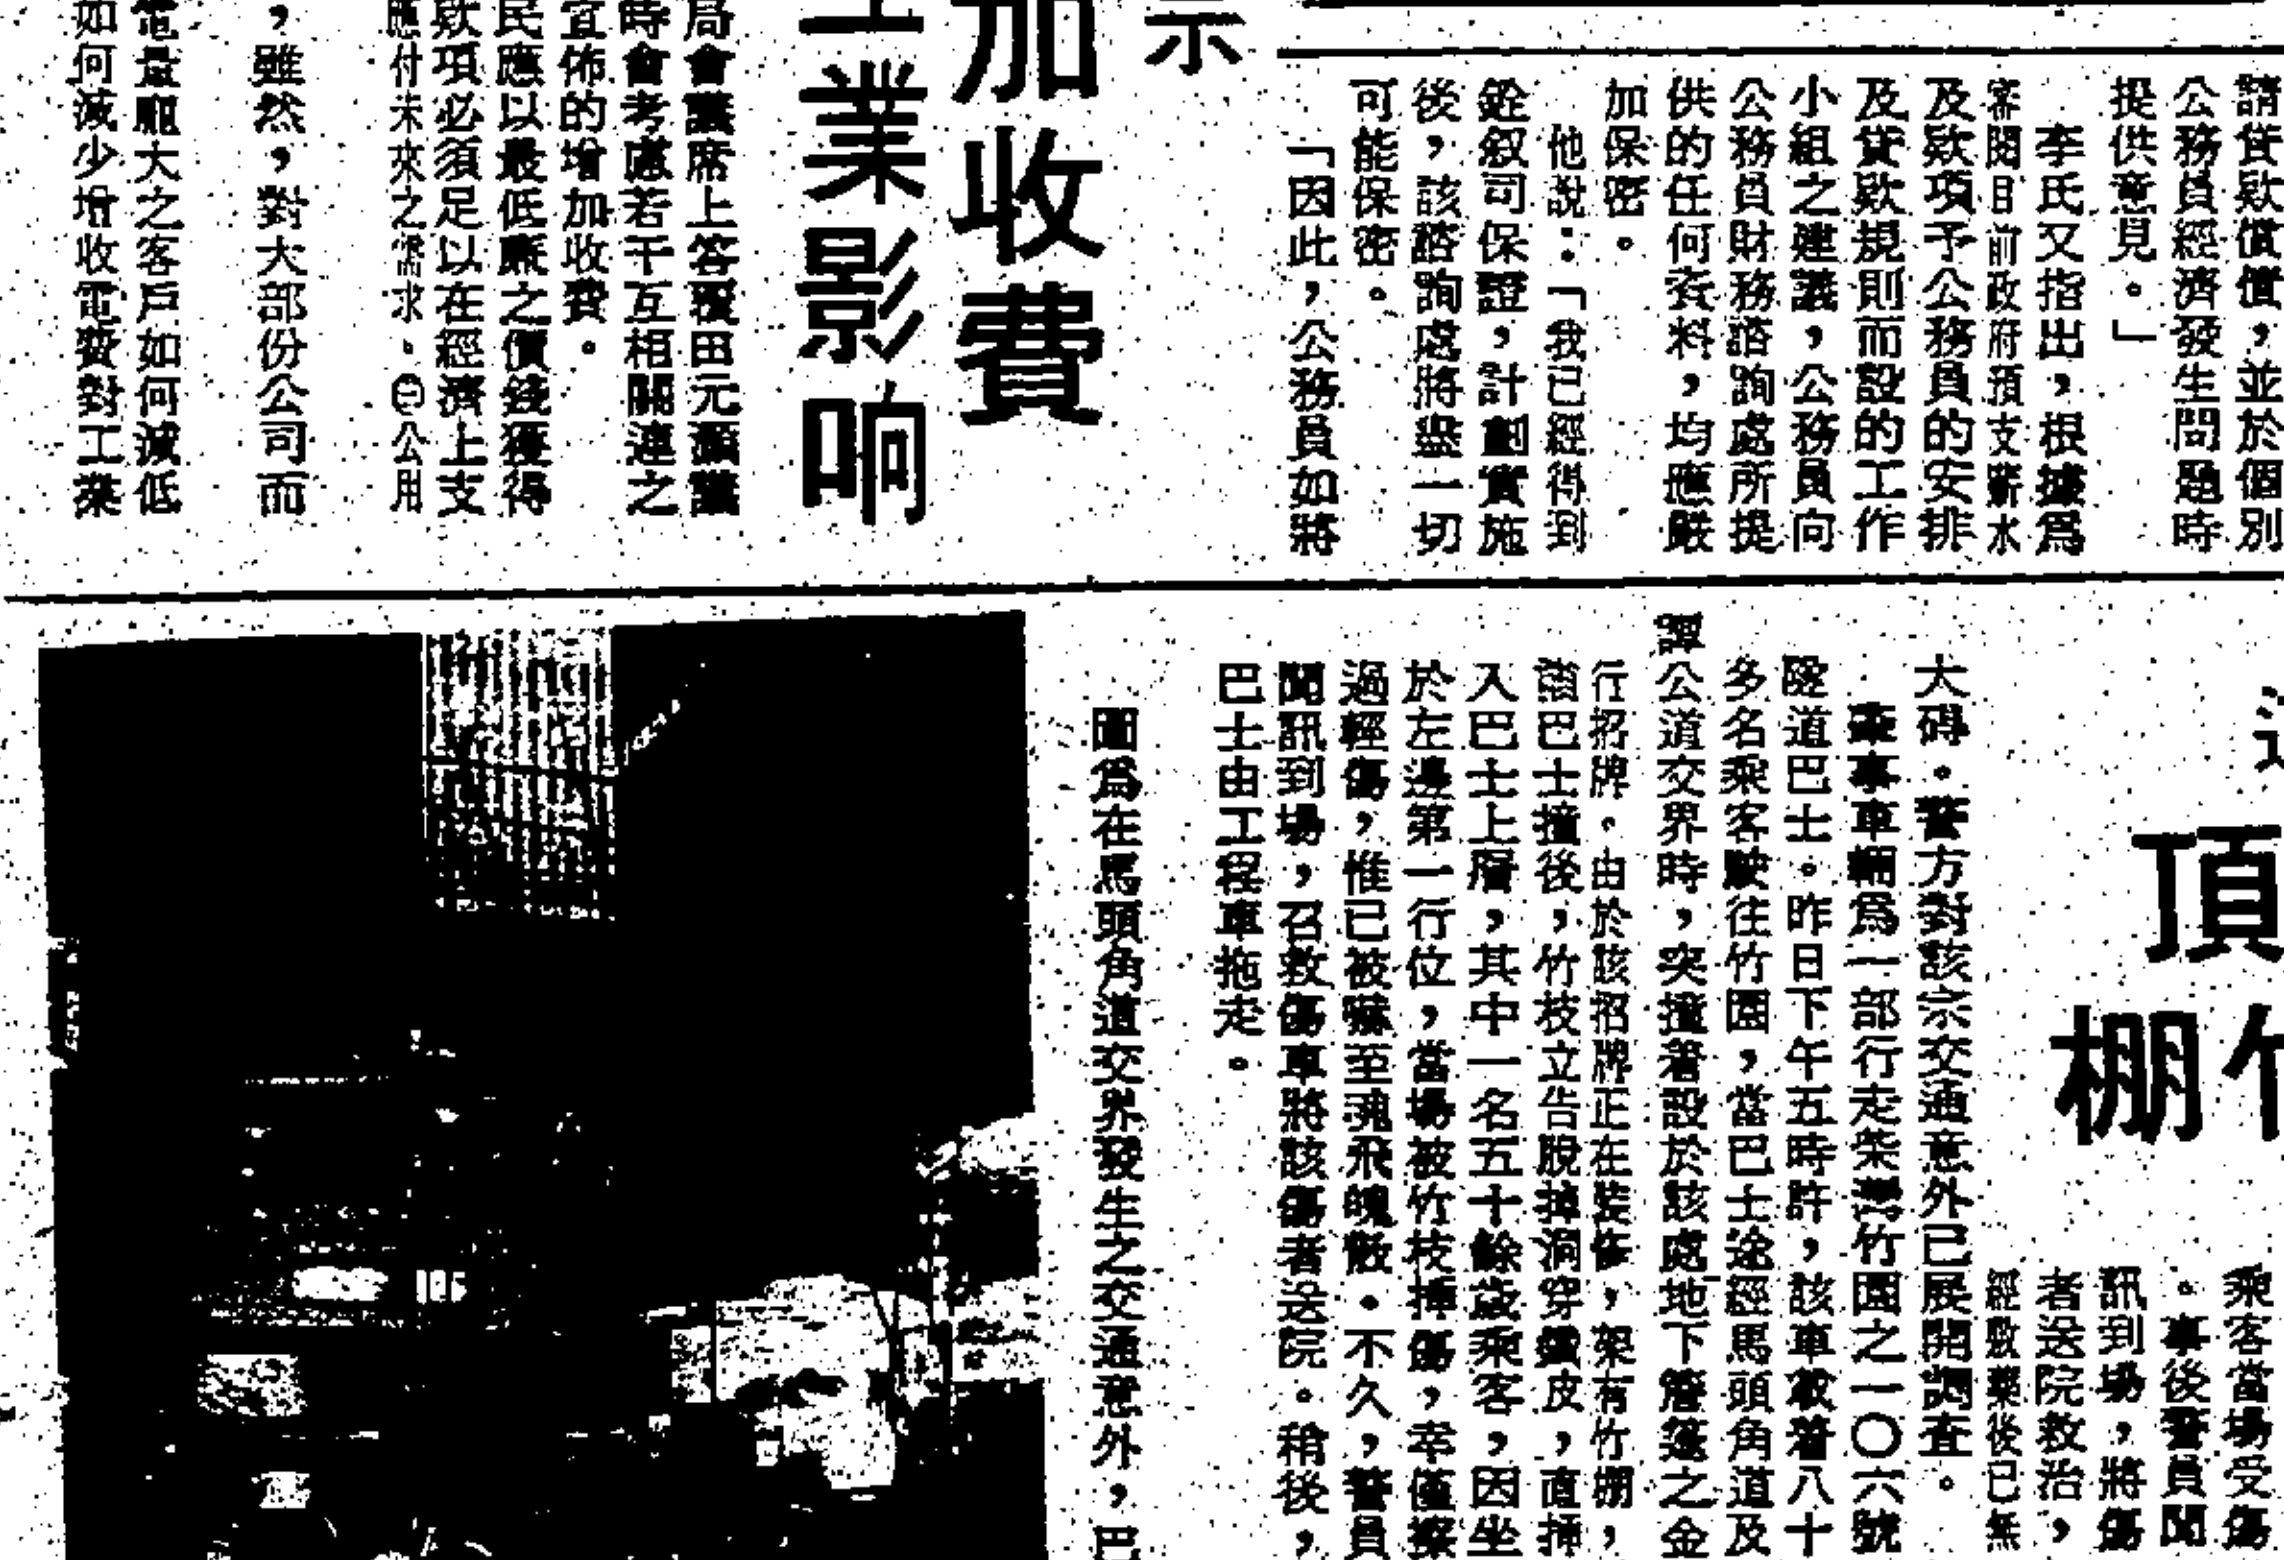 請貸欵償債，並於個別
公務員經濟發生問題時
提供意見。」
李氏又指出，根據爲
審閱目前政府預支薪水
及欵項予公務員的安排
及貸欵規則而設的工作
小組之建議，公務員向
公務員財務諮詢處所提
供的任何資料，均應嚴
加保密。
他說：「我已經得到
銓叙司保證，計劃實施
後，該諮詢處將盡一切
可能保密。
「因此，公務員如將
示
加收費
工業影响
局會議席上答覆田元灝議
時會考慮若干互相關連之
宣佈的增加收費。
民應以最低廉之價錢獲得
欵項必須足以在經濟上支
應付未來之需求。㊁公用
，雖然，對大部份公司而
電量龐大之客戶如何減低
如何減少增收電費對工業
頂
棚
乘客當場受傷
。事後警員聞
訊到場，將傷
者送院救治，
經敷藥後已無
大碍。警方對該宗交通意外已展開調查。
肇事車輛爲一部行走柴灣竹園之一〇六號
隧道巴士。昨日下午五時許，該車載着八十
多名乘客駛往竹園，當巴士途經馬頭角道及
譚公道交界時，突撞着設於該處地下簷篷之金
行招牌。由於該招牌正在裝修，架有竹棚，
該巴士撞後，竹枝立告脫掉洞穿鐵皮，直揷
入巴士上層，其中一名五十餘歲乘客，因坐
於左邊第一行位，當場被竹枝揷傷，幸僅擦
過輕傷，惟已被嚇至魂飛魄散。不久，警員
聞訊到場，召救傷車將該傷者送院。稍後，
巴士由工程車拖走。
圖爲在馬頭角道交界發生之交通意外，巴